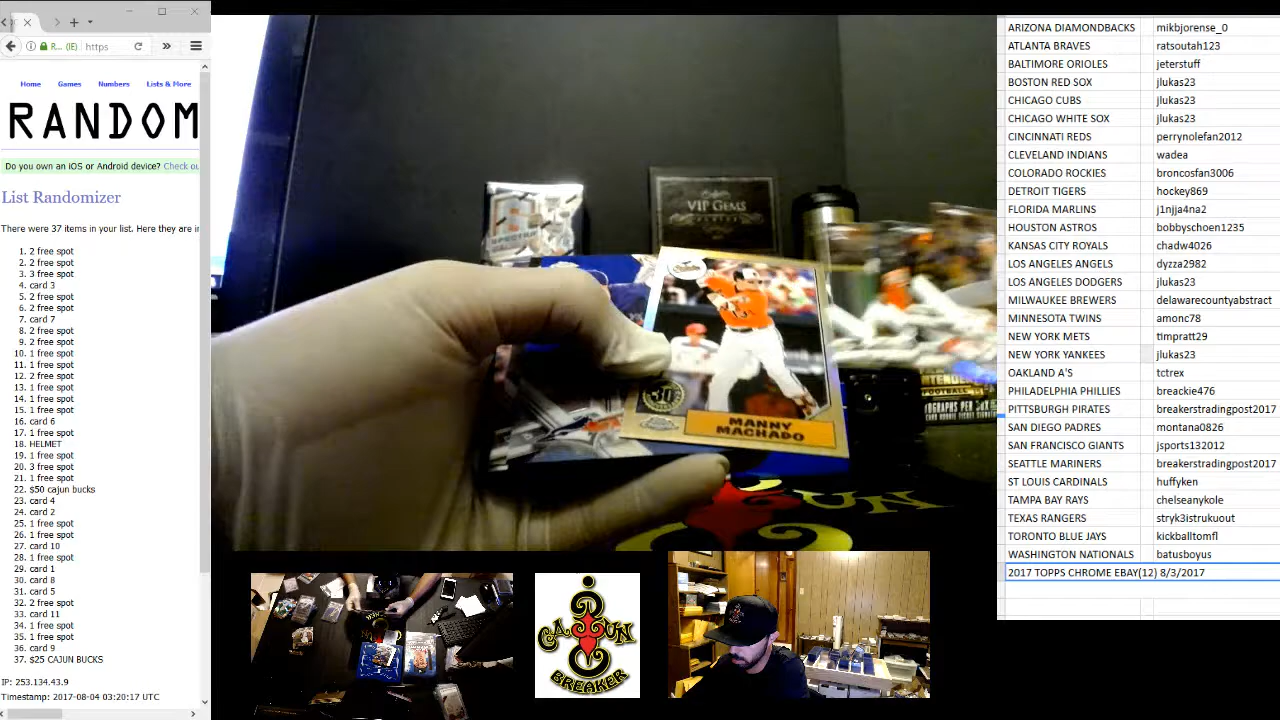 R... (IE)
https
Home
Games
Numbers
Lists & More
RANDOM
Do you own an iOS or Android device? Check ou
List Randomizer
There were 37 items in your list. Here they are in
1. 2 free spot
2. 2 free spot
3. 3 free spot
4. card 3
5. 2 free spot
6. 2 free spot
7. card 7
8. 2 free spot
9. 2 free spot
10. 1 free spot
11. 1 free spot
12. 2 free spot
13. 1 free spot
14. 1 free spot
15. 1 free spot
16. card 6
17. 1 free spot
18. HELMET
19. 1 free spot
20. 3 free spot
21. 1 free spot
22. $50 cajun bucks
23. card 4
24. card 2
25. 1 free spot
26. 1 free spot
27. card 10
28. 1 free spot
29. card 1
30. card 8
31. card 5
32. 2 free spot
33. card 11
34. 1 free spot
35. 1 free spot
36. card 9
37. $25 CAJUN BUCKS
IP: 253.134.43.9
Timestamp: 2017-08-04 03:20:17 UTC
SPECTRA
VIP GEMS
30
MANNY
MACHADO
CONTENDERS
FOOTBALL
AUTOGRAPHS PER BOX
CAJUN
BREAKER
ARIZONA DIAMONDBACKS mikbjorense_0
ATLANTA BRAVES ratsoutah123
BALTIMORE ORIOLES jeterstuff
BOSTON RED SOX jlukas23
CHICAGO CUBS jlukas23
CHICAGO WHITE SOX jlukas23
CINCINNATI REDS perrynolefan2012
CLEVELAND INDIANS wadea
COLORADO ROCKIES broncosfan3006
DETROIT TIGERS hockey869
FLORIDA MARLINS j1njja4na2
HOUSTON ASTROS bobbyschoen1235
KANSAS CITY ROYALS chadw4026
LOS ANGELES ANGELS dyzza2982
LOS ANGELES DODGERS jlukas23
MILWAUKEE BREWERS delawarecountyabstract
MINNESOTA TWINS amonc78
NEW YORK METS timpratt29
NEW YORK YANKEES jlukas23
OAKLAND A'S tctrex
PHILADELPHIA PHILLIES breackie476
PITTSBURGH PIRATES breakerstradingpost2017
SAN DIEGO PADRES montana0826
SAN FRANCISCO GIANTS jsports132012
SEATTLE MARINERS breakerstradingpost2017
ST LOUIS CARDINALS huffyken
TAMPA BAY RAYS chelseanykole
TEXAS RANGERS stryk3istrukuout
TORONTO BLUE JAYS kickballtomfl
WASHINGTON NATIONALS batusboyus
2017 TOPPS CHROME EBAY(12) 8/3/2017